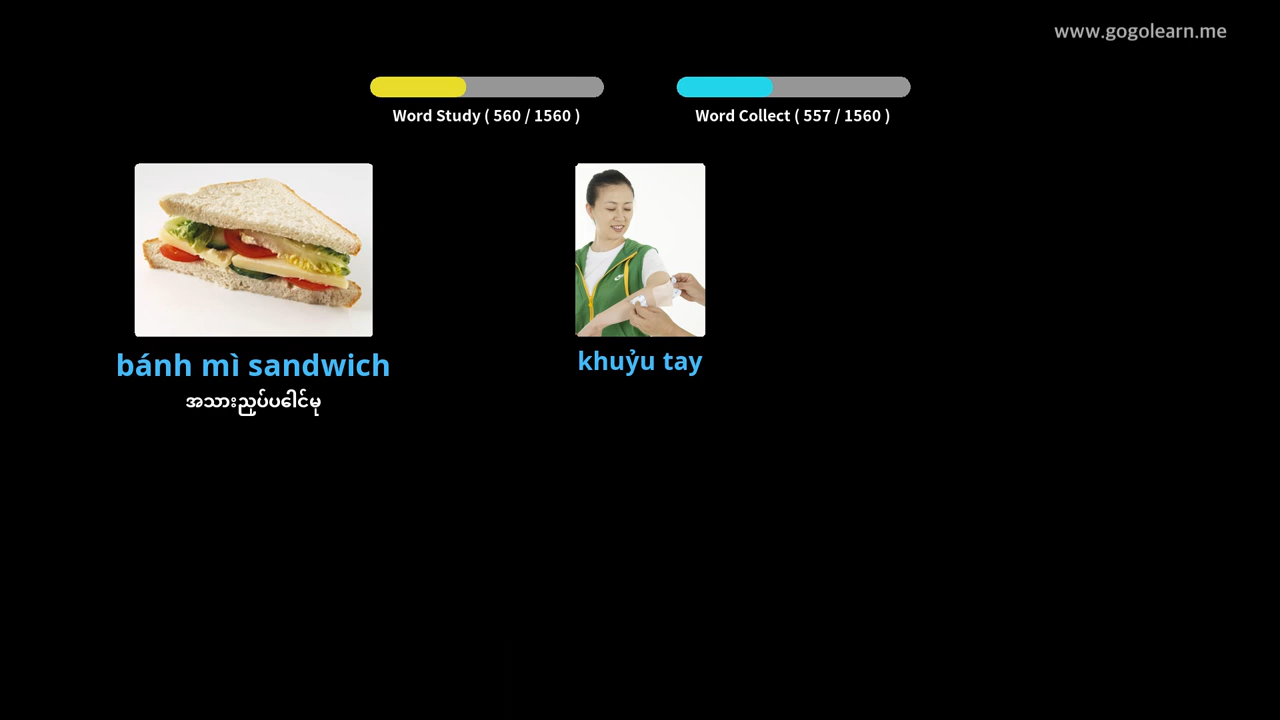 www.gogolearn.me
Word Study ( 560 / 1560 )
Word Collect ( 557 / 1560 )
bánh mì sandwich
အသားညှပ်ပေါင်မု
khuỷu tay